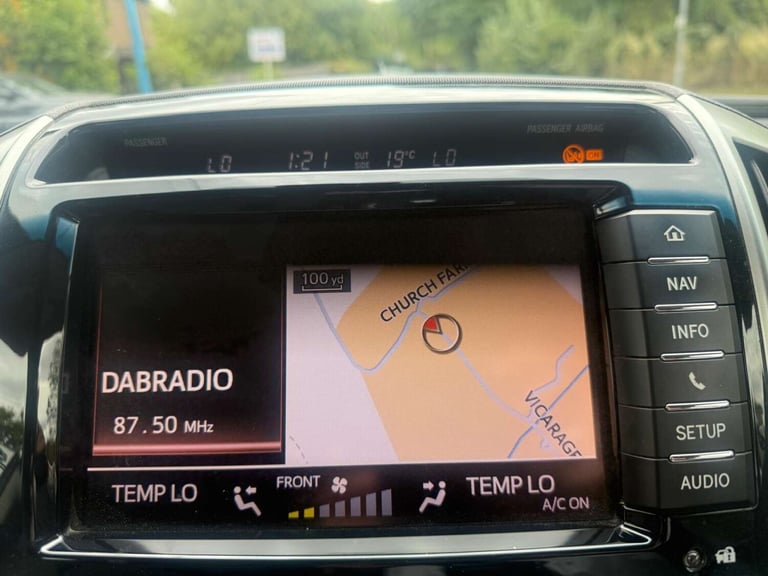 PASSENGER
PASSENGER AIRBAG
LO 1:21 OUT SIDE 19°C LO
ON
100 yd
CHURCH FAR
VICARAGE
DABRADIO
87.50 MHz
TEMP LO
FRONT
TEMP LO
A/C ON
NAV
INFO
SETUP
AUDIO